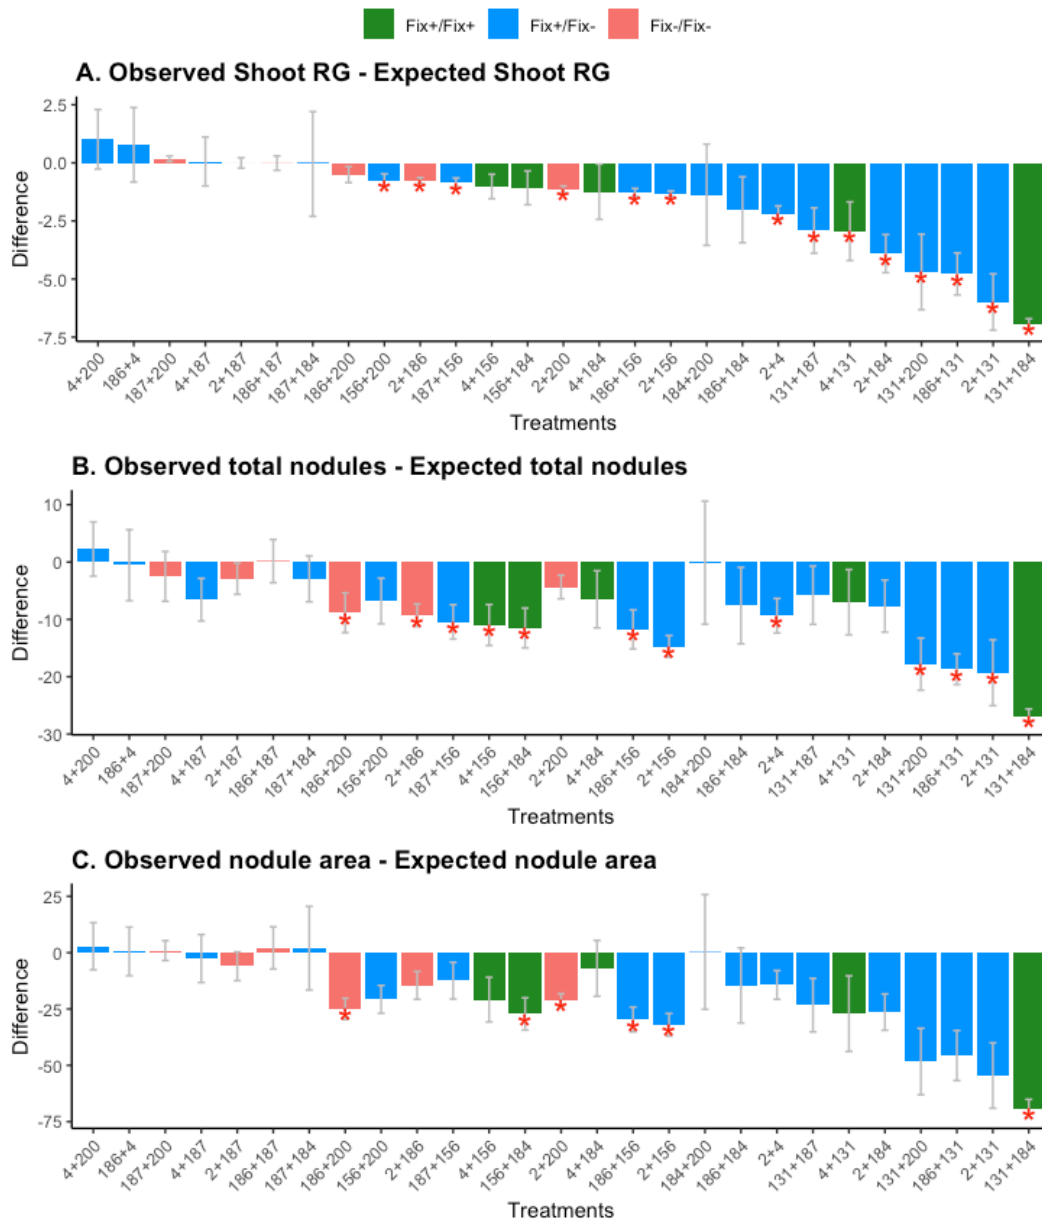 Fix+/Fix+ Fix+/Fix- Fix-/Fix-
A. Observed Shoot RG - Expected Shoot RG
Difference
2.5
0.0
-2.5
-5.0
-7.5
4+200 186+4 187+200 4+187 2+187 186+187 187+184 186+200 156+200 2+186 187+156 4+156 156+184 2+200 4+184 186+156 2+156 184+200 186+184 2+4 131+187 4+131 2+184 131+200 186+131 2+131 131+184
Treatments
B. Observed total nodules - Expected total nodules
Difference
10
0
-10
-20
-30
4+200 186+4 187+200 4+187 2+187 186+187 187+184 186+200 156+200 2+186 187+156 4+156 156+184 2+200 4+184 186+156 2+156 184+200 186+184 2+4 131+187 4+131 2+184 131+200 186+131 2+131 131+184
Treatments
C. Observed nodule area - Expected nodule area
Difference
25
0
-25
-50
-75
4+200 186+4 187+200 4+187 2+187 186+187 187+184 186+200 156+200 2+186 187+156 4+156 156+184 2+200 4+184 186+156 2+156 184+200 186+184 2+4 131+187 4+131 2+184 131+200 186+131 2+131 131+184
Treatments